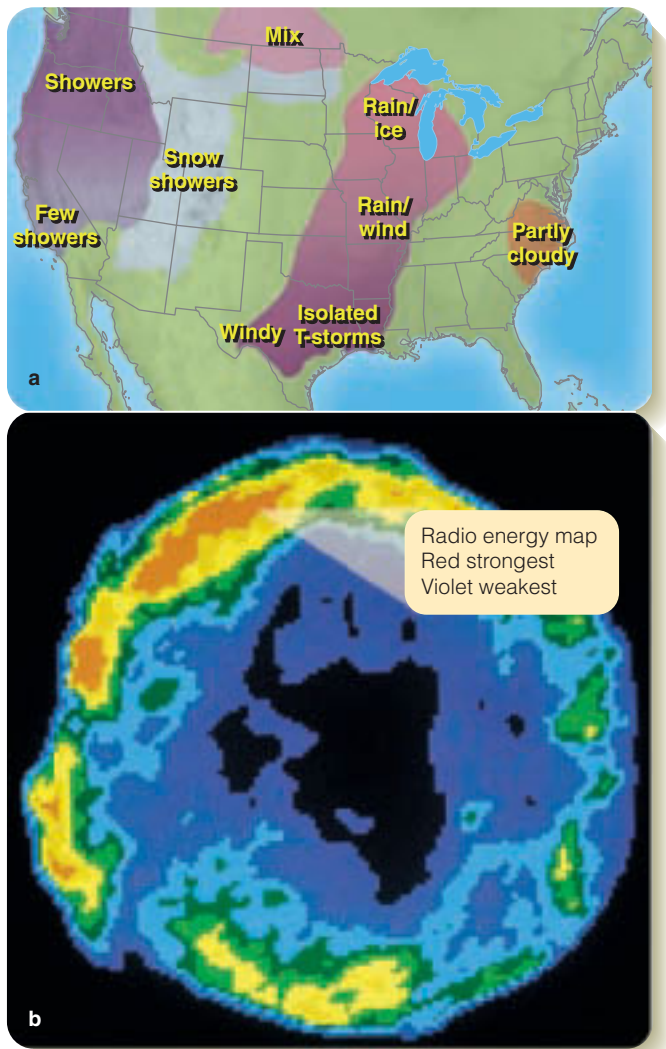 Mix
Showers
Rain/
ice
Snow
showers
Few
showers
Rain/
wind
Partly
cloudy
Windy
Isolated
T-storms
a
Radio energy map
Red strongest
Violet weakest
b